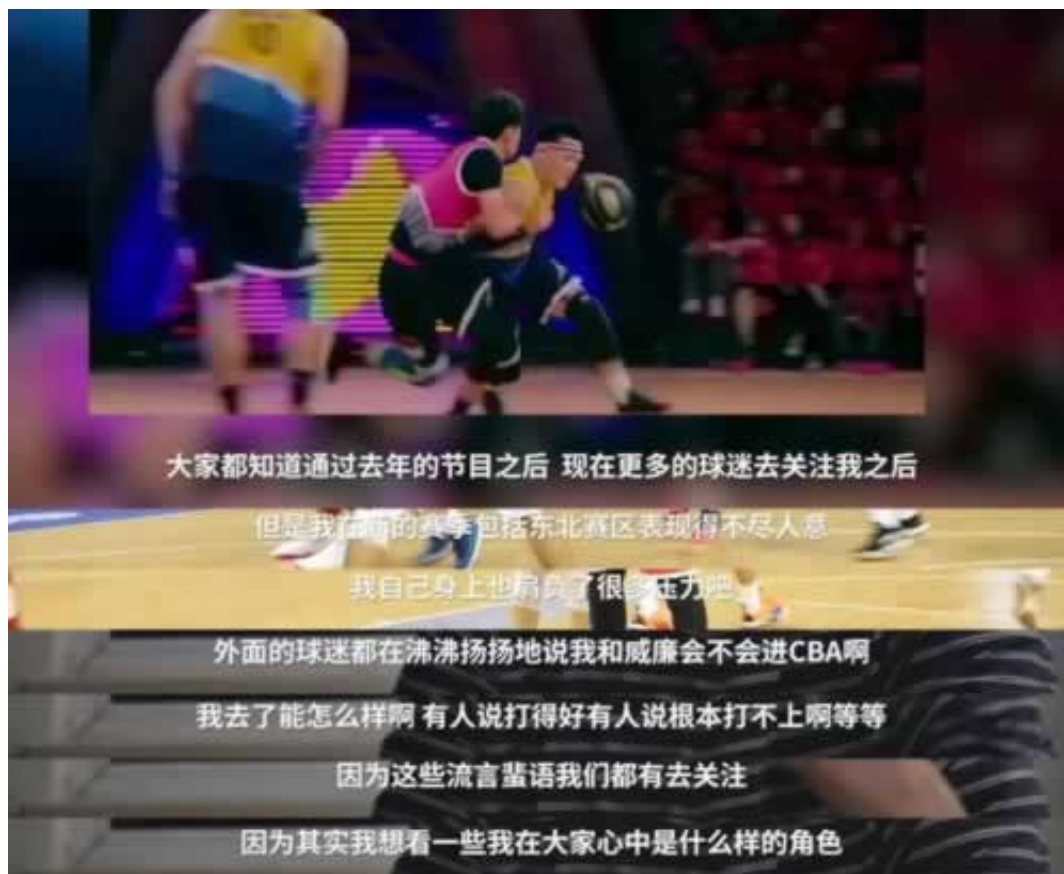 大家都知道通过去年的节目之后 现在更多的球迷去关注我之后
但是我在新的赛季包括东北赛区表现得不尽人意
我自己身上也肩负了很多压力吧
外面的球迷都在沸沸扬扬地说我和威廉会不会进CBA啊
我去了能怎么样啊 有人说打得好有人说根本打不上啊等等
因为这些流言蜚语我们都有去关注
因为其实我想看一些我在大家心中是什么样的角色